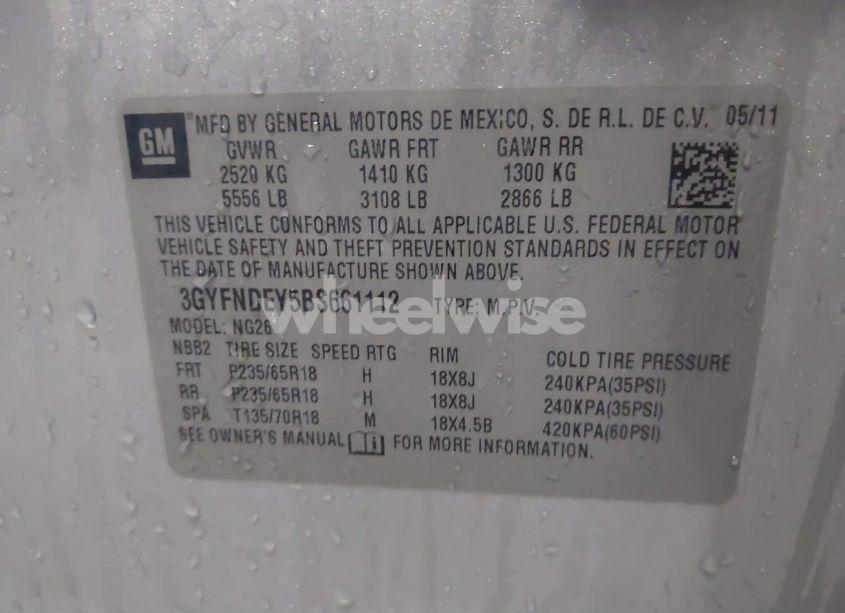 GM
® MFD BY GENERAL MOTORS DE MEXICO, S. DE R.L. DE C.V. 05/11
GVWR GAWR FRT GAWR RR
2520 KG 1410 KG 1300 KG
5556 LB 3108 LB 2866 LB
THIS VEHICLE CONFORMS TO ALL APPLICABLE U.S. FEDERAL MOTOR
VEHICLE SAFETY AND THEFT PREVENTION STANDARDS IN EFFECT ON
THE DATE OF MANUFACTURE SHOWN ABOVE.
3GYFNDEY5BS661112 TYPE: M.P.V.
wheelwise
MODEL: NG26
NBB2 TIRE SIZE SPEED RTG RIM COLD TIRE PRESSURE
FRT P235/65R18 H 18X8J 240KPA(35PSI)
RR P235/65R18 H 18X8J 240KPA(35PSI)
SPA T135/70R18 M 18X4.5B 420KPA(60PSI)
SEE OWNER'S MANUAL i FOR MORE INFORMATION.